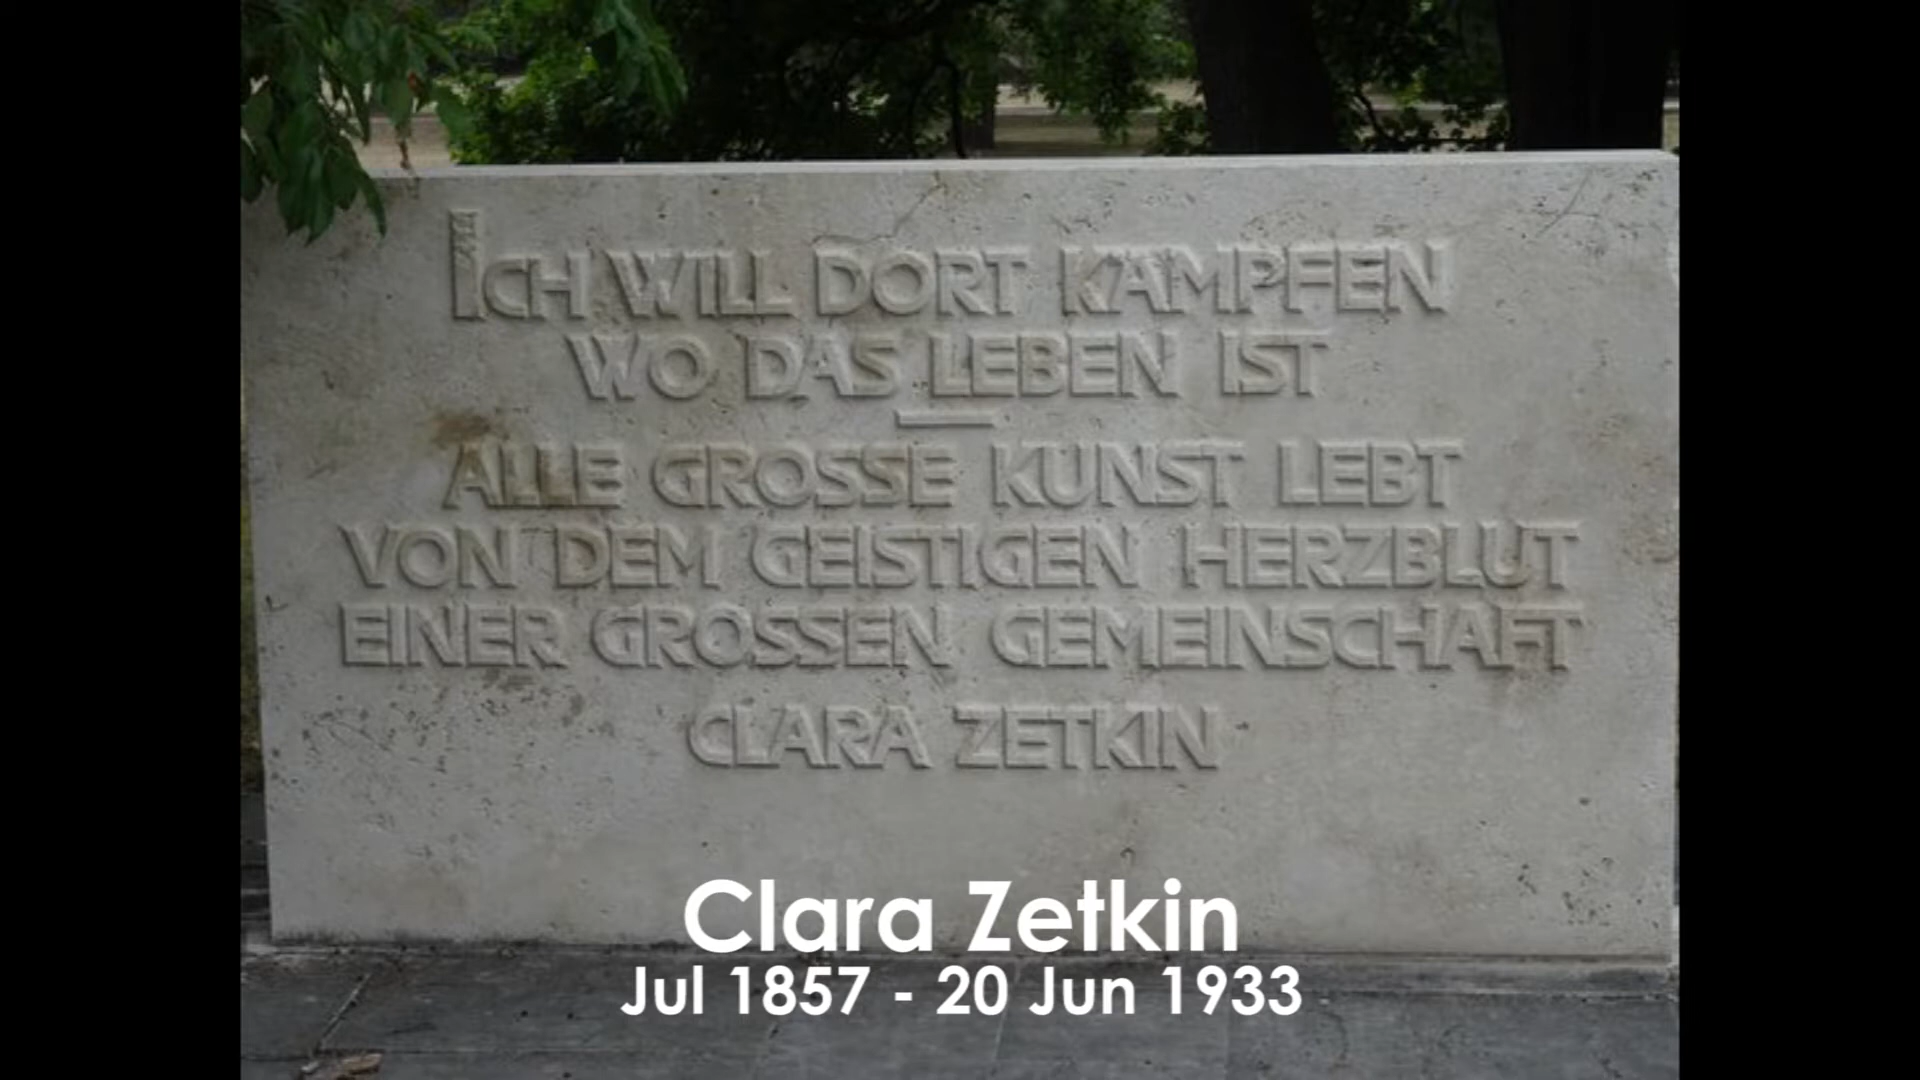 ICH WILL DORT KÄMPFEN
WO DAS LEBEN IST
—
ALLE GROSSE KUNST LEBT
VON DEM GEISTIGEN HERZBLUT
EINER GROSSEN GEMEINSCHAFT
CLARA ZETKIN
Clara Zetkin
Jul 1857 - 20 Jun 1933